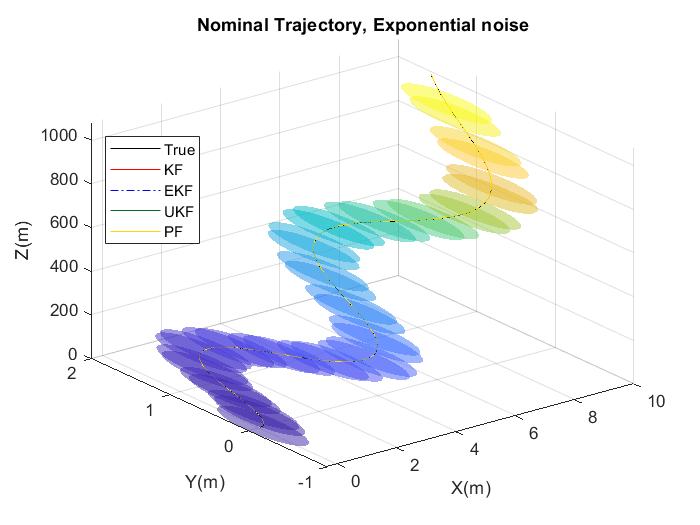 Nominal Trajectory, Exponential noise
1000
800
600
400
200
0
Z(m)
True
KF
EKF
UKF
PF
2
1
0
-1
Y(m)
0
2
4
6
8
10
X(m)